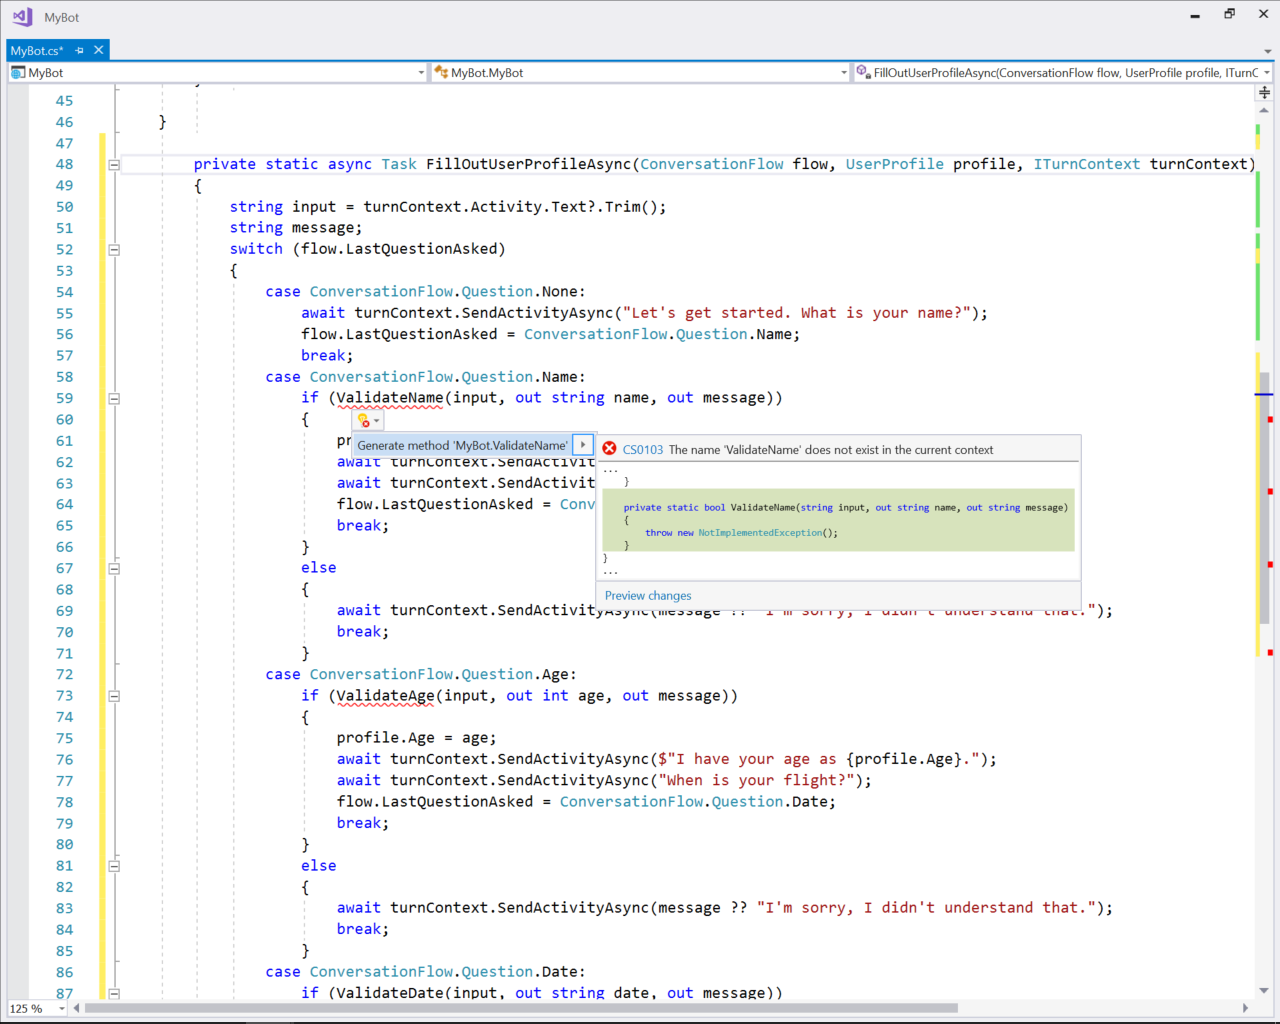 MyBot
MyBot.cs*
MyBot
MyBot.MyBot
FillOutUserProfileAsync(ConversationFlow flow, UserProfile profile, ITurnC
45
46 }
47
48 private static async Task FillOutUserProfileAsync(ConversationFlow flow, UserProfile profile, ITurnContext turnContext)
49 {
50 string input = turnContext.Activity.Text?.Trim();
51 string message;
52 switch (flow.LastQuestionAsked)
53 {
54 case ConversationFlow.Question.None:
55 await turnContext.SendActivityAsync("Let's get started. What is your name?");
56 flow.LastQuestionAsked = ConversationFlow.Question.Name;
57 break;
58 case ConversationFlow.Question.Name:
59 if (ValidateName(input, out string name, out message))
60 {
61 pr
Generate method 'MyBot.ValidateName'
CS0103 The name 'ValidateName' does not exist in the current context
...
}
private static bool ValidateName(string input, out string name, out string message)
{
throw new NotImplementedException();
}
}
...
Preview changes
62 await turnContext.SendActivit
63 await turnContext.SendActivit
64 flow.LastQuestionAsked = Conv
65 break;
66 }
67 else
68 {
69 await turnContext.SendActivityAsync(message ?? "I'm sorry, I didn't understand that.");
70 break;
71 }
72 case ConversationFlow.Question.Age:
73 if (ValidateAge(input, out int age, out message))
74 {
75 profile.Age = age;
76 await turnContext.SendActivityAsync($"I have your age as {profile.Age}.");
77 await turnContext.SendActivityAsync("When is your flight?");
78 flow.LastQuestionAsked = ConversationFlow.Question.Date;
79 break;
80 }
81 else
82 {
83 await turnContext.SendActivityAsync(message ?? "I'm sorry, I didn't understand that.");
84 break;
85 }
86 case ConversationFlow.Question.Date:
87 if (ValidateDate(input, out string date, out message))
125 %